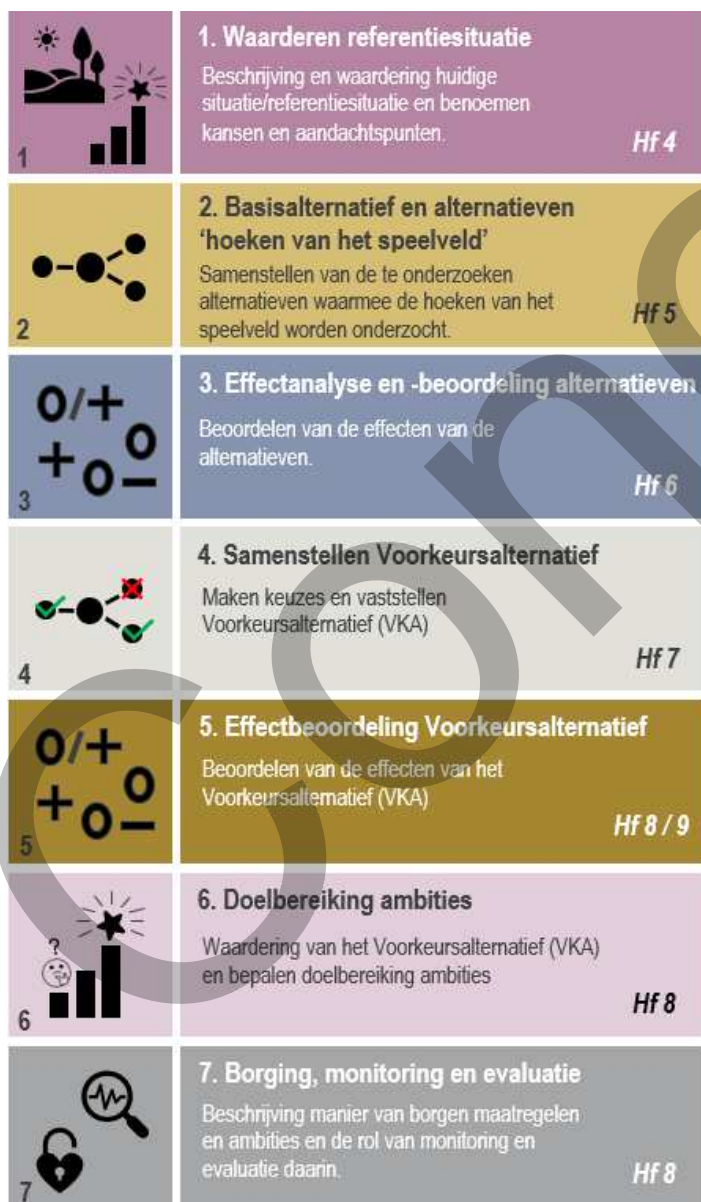 1. Waarderen referentiesituatie
Beschrijving en waardering huidige
situatie/referentiesituatie en benoemen
kansen en aandachtspunten.
Hf 4
1
2. Basisalternatief en alternatieven
‘hoeken van het speelveld’
Samenstellen van de te onderzoeken
alternatieven waarmee de hoeken van het
speelveld worden onderzocht.
Hf 5
2
0/+
+ 0 0 –
3. Effectanalyse en -beoordeling alternatieven
Beoordelen van de effecten van de
alternatieven.
Hf 6
3
4. Samenstellen Voorkeursalternatief
Maken keuzes en vaststellen
Voorkeursalternatief (VKA)
Hf 7
4
0/+
+ 0 0 –
5. Effectbeoordeling Voorkeursalternatief
Beoordelen van de effecten van het
Voorkeursalternatief (VKA)
Hf 8 / 9
5
?
6. Doelbereiking ambities
Waardering van het Voorkeursalternatief (VKA)
en bepalen doelbereiking ambities
Hf 8
6
7. Borging, monitoring en evaluatie
Beschrijving manier van borgen maatregelen
en ambities en de rol van monitoring en
evaluatie daarin.
Hf 8
7